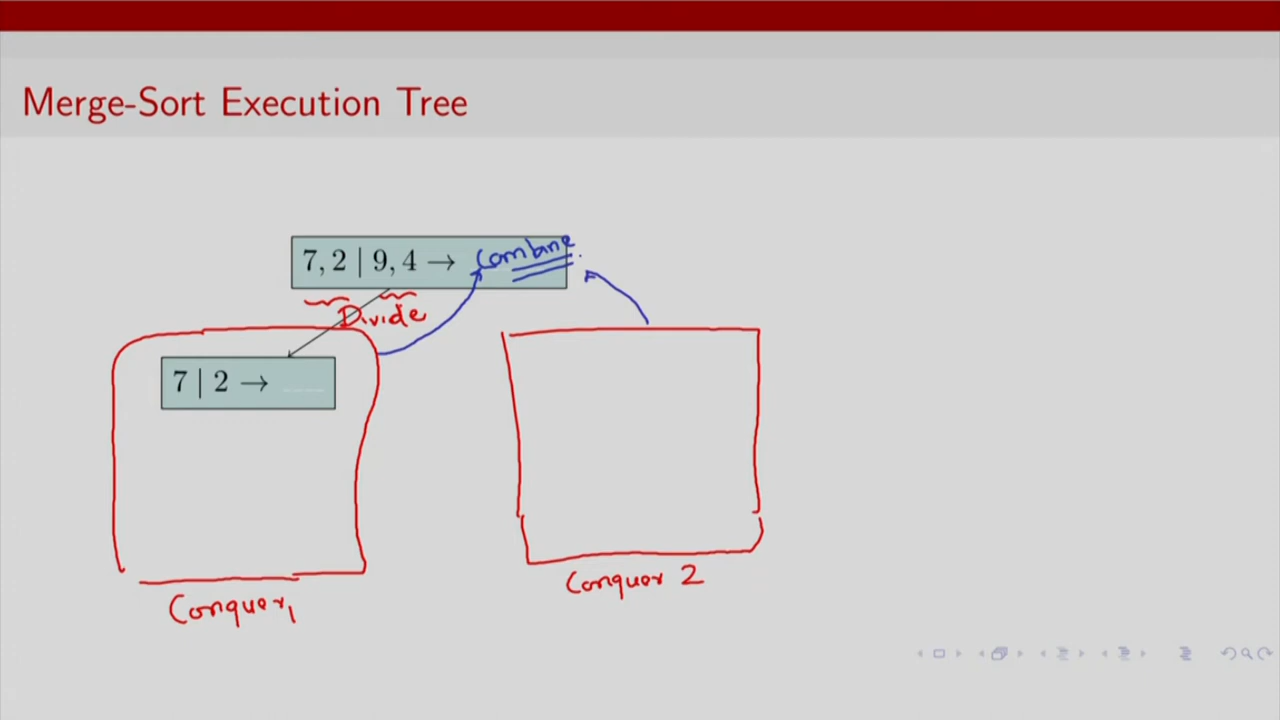 Merge-Sort Execution Tree
7, 2 | 9, 4 → Combine
Divide
7 | 2 →
Conquer 2
Conquer 1